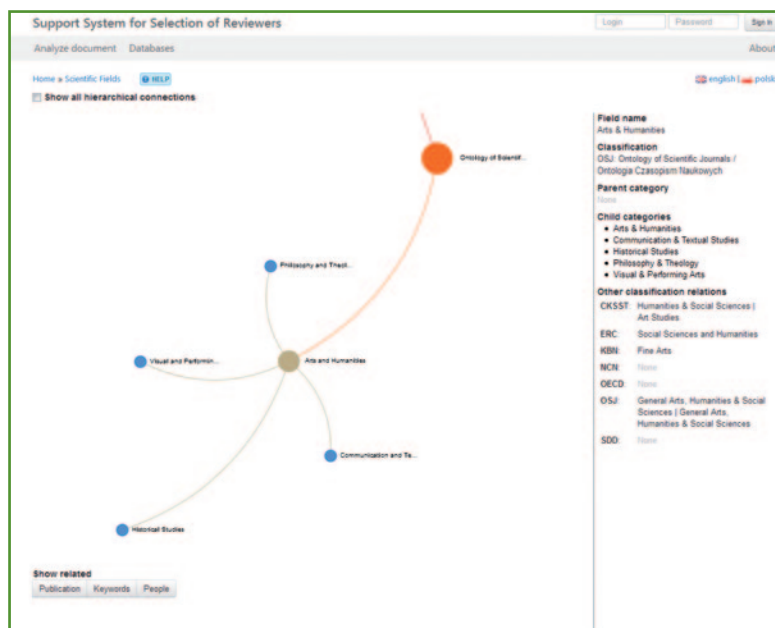 Support System for Selection of Reviewers
Login
Password
Sign in
Analyze document Databases
About
Home » Scientific Fields
HELP
english | polski
Show all hierarchical connections
Ontology of Scientif...
Philosophy and Theol...
Visual and Performin...
Arts and Humanities
Communication and Te...
Historical Studies
Show related
Publication Keywords People
Field name
Arts & Humanities
Classification
OSJ: Ontology of Scientific Journals /
Ontologia Czasopism Naukowych
Parent category
None
Child categories
• Arts & Humanities
• Communication & Textual Studies
• Historical Studies
• Philosophy & Theology
• Visual & Performing Arts
Other classification relations
CKSST: Humanities & Social Sciences |
Art Studies
ERC: Social Sciences and Humanities
KBN: Fine Arts
NCN: None
OECD: None
OSJ: General Arts, Humanities & Social
Sciences | General Arts,
Humanities & Social Sciences
SDD: None